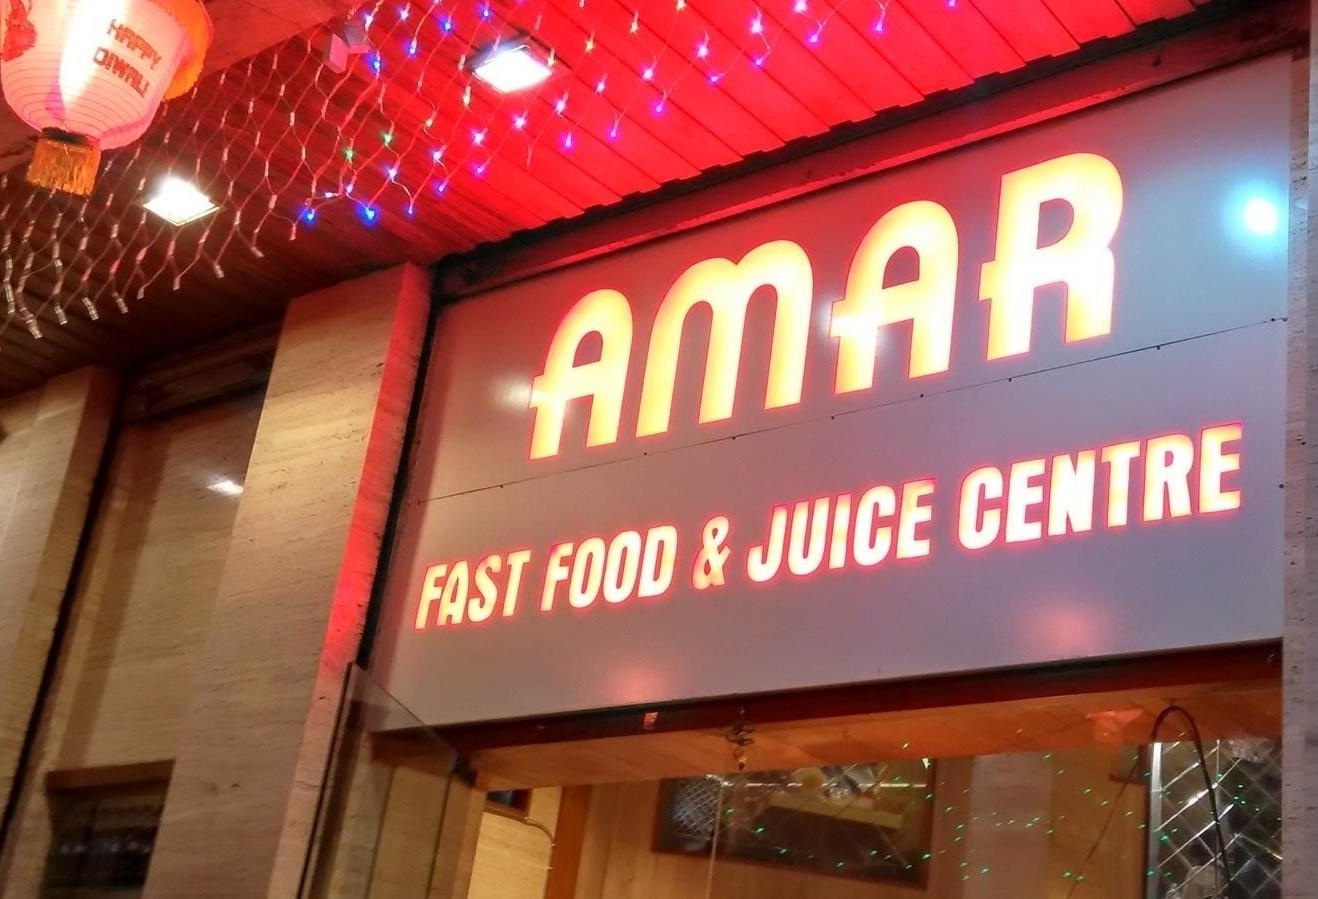 HAPPY
DIWALI
AMAR
FAST FOOD & JUICE CENTRE